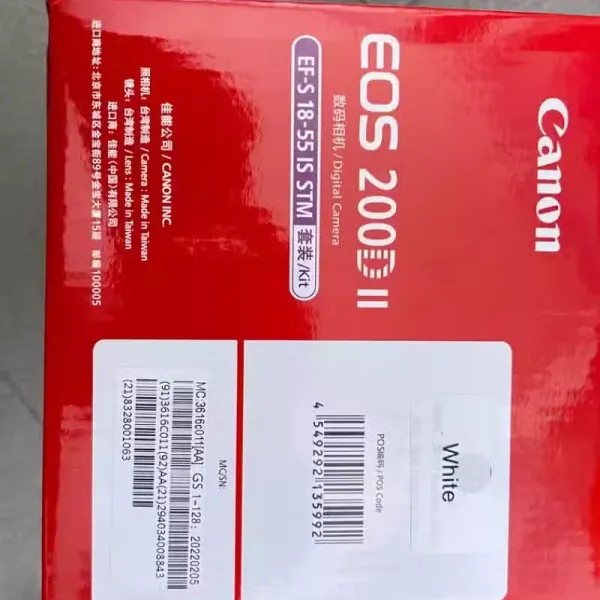 Canon
EOS 200D II
数码相机/Digital Camera
EF-S 18-55 IS STM 套装/Kit
佳能公司 / CANON INC.
照相机：台湾制造 / Camera : Made in Taiwan
镜头：台湾制造 / Lens : Made in Taiwan
进口商：佳能（中国）有限公司
进口商地址：北京市东城区金宝街89号金宝大厦15层 邮编 100005
White
POS编码 / POS Code
4 549292 135992
MC/SN:
MC:3616c011[AA] GS 1-128: 20220205
(91)3616C011(92)AA(21)294034008843
(21)8328001063